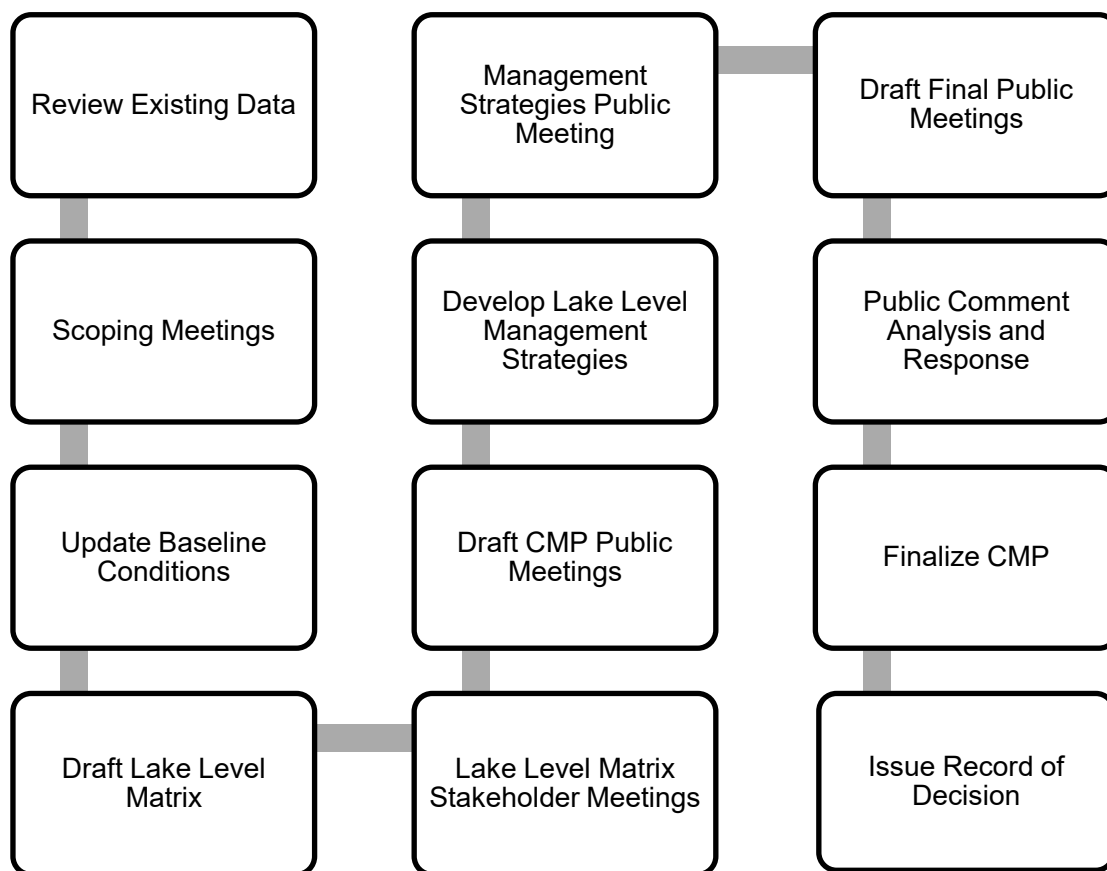 Review Existing Data
Scoping Meetings
Update Baseline
Conditions
Draft Lake Level
Matrix
Lake Level Matrix
Stakeholder Meetings
Draft CMP Public
Meetings
Develop Lake Level
Management
Strategies
Management
Strategies Public
Meeting
Draft Final Public
Meetings
Public Comment
Analysis and
Response
Finalize CMP
Issue Record of
Decision